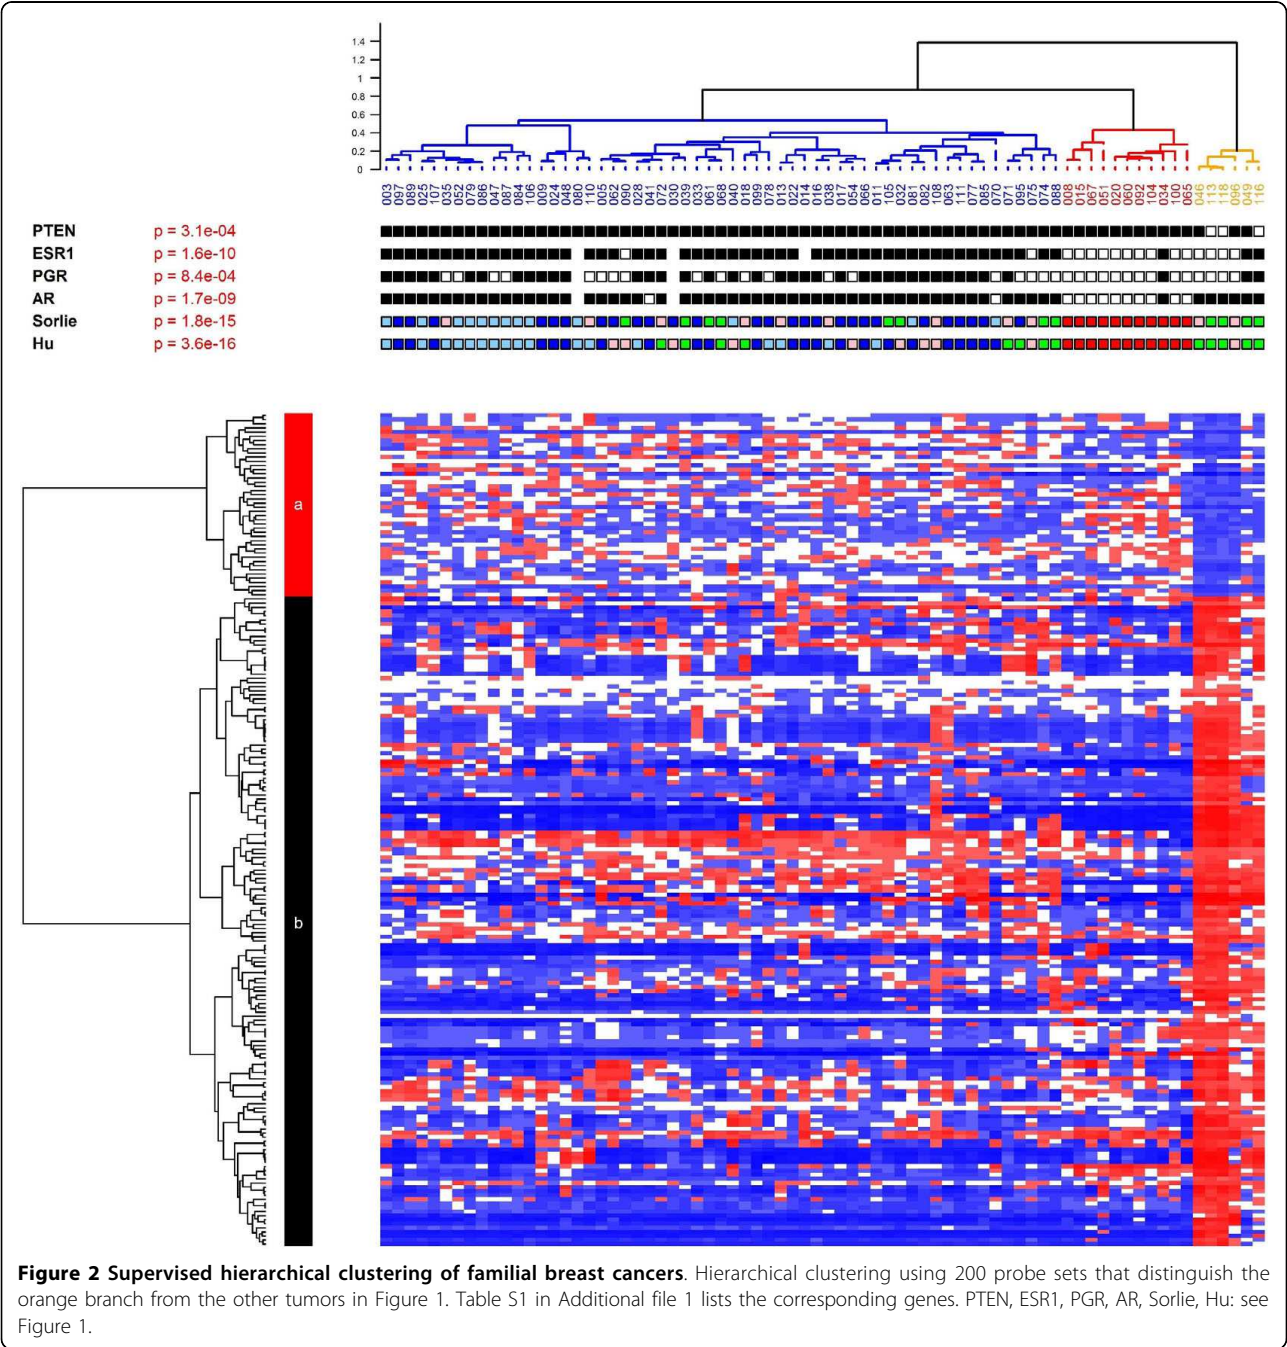 1.4
1.2
1
0.8
0.6
0.4
0.2
0
003 097 089 025 107 035 052 079 086 047 087 084 106 009 024 048 080 110 005 062 090 028 041 072 030 039 033 061 068 040 018 099 078 013 022 014 016 038 017 054 066 011 105 032 081 082 108 063 111 077 085 070 071 095 075 074 088 008 015 067 051 020 060 092 104 034 100 065 046 113 118 096 049 116
PTEN p = 3.1e-04
ESR1 p = 1.6e-10
PGR p = 8.4e-04
AR p = 1.7e-09
Sorlie p = 1.8e-15
Hu p = 3.6e-16
a
b
Figure 2 Supervised hierarchical clustering of familial breast cancers. Hierarchical clustering using 200 probe sets that distinguish the
orange branch from the other tumors in Figure 1. Table S1 in Additional file 1 lists the corresponding genes. PTEN, ESR1, PGR, AR, Sorlie, Hu: see
Figure 1.